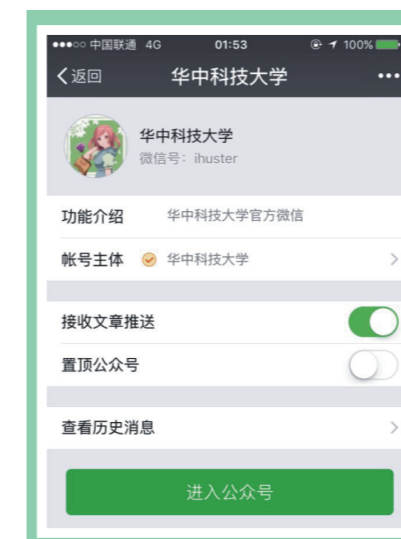 中国联通 4G 01:53 100%
返回 华中科技大学
华中科技大学
微信号：ihuster
功能介绍 华中科技大学官方微信
帐号主体 华中科技大学
接收文章推送
置顶公众号
查看历史消息
进入公众号